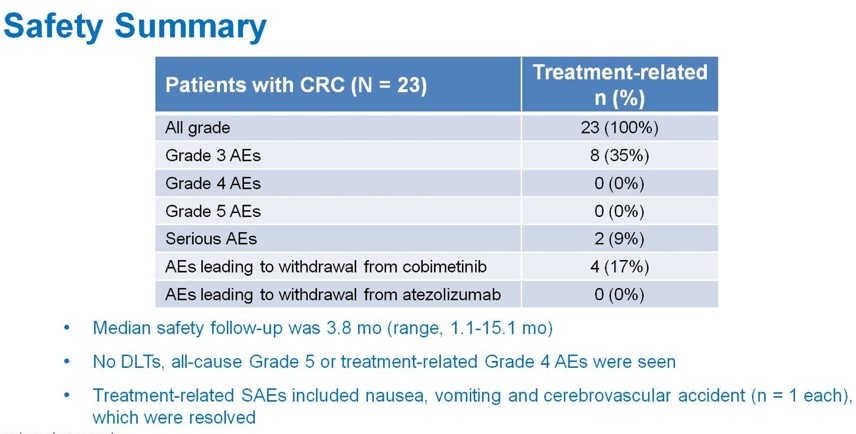 Safety Summary
Patients with CRC (N = 23)
Treatment-related
n (%)
All grade 23 (100%)
Grade 3 AEs 8 (35%)
Grade 4 AEs 0 (0%)
Grade 5 AEs 0 (0%)
Serious AEs 2 (9%)
AEs leading to withdrawal from cobimetinib 4 (17%)
AEs leading to withdrawal from atezolizumab 0 (0%)
• Median safety follow-up was 3.8 mo (range, 1.1-15.1 mo)
• No DLTs, all-cause Grade 5 or treatment-related Grade 4 AEs were seen
• Treatment-related SAEs included nausea, vomiting and cerebrovascular accident (n = 1 each),
which were resolved